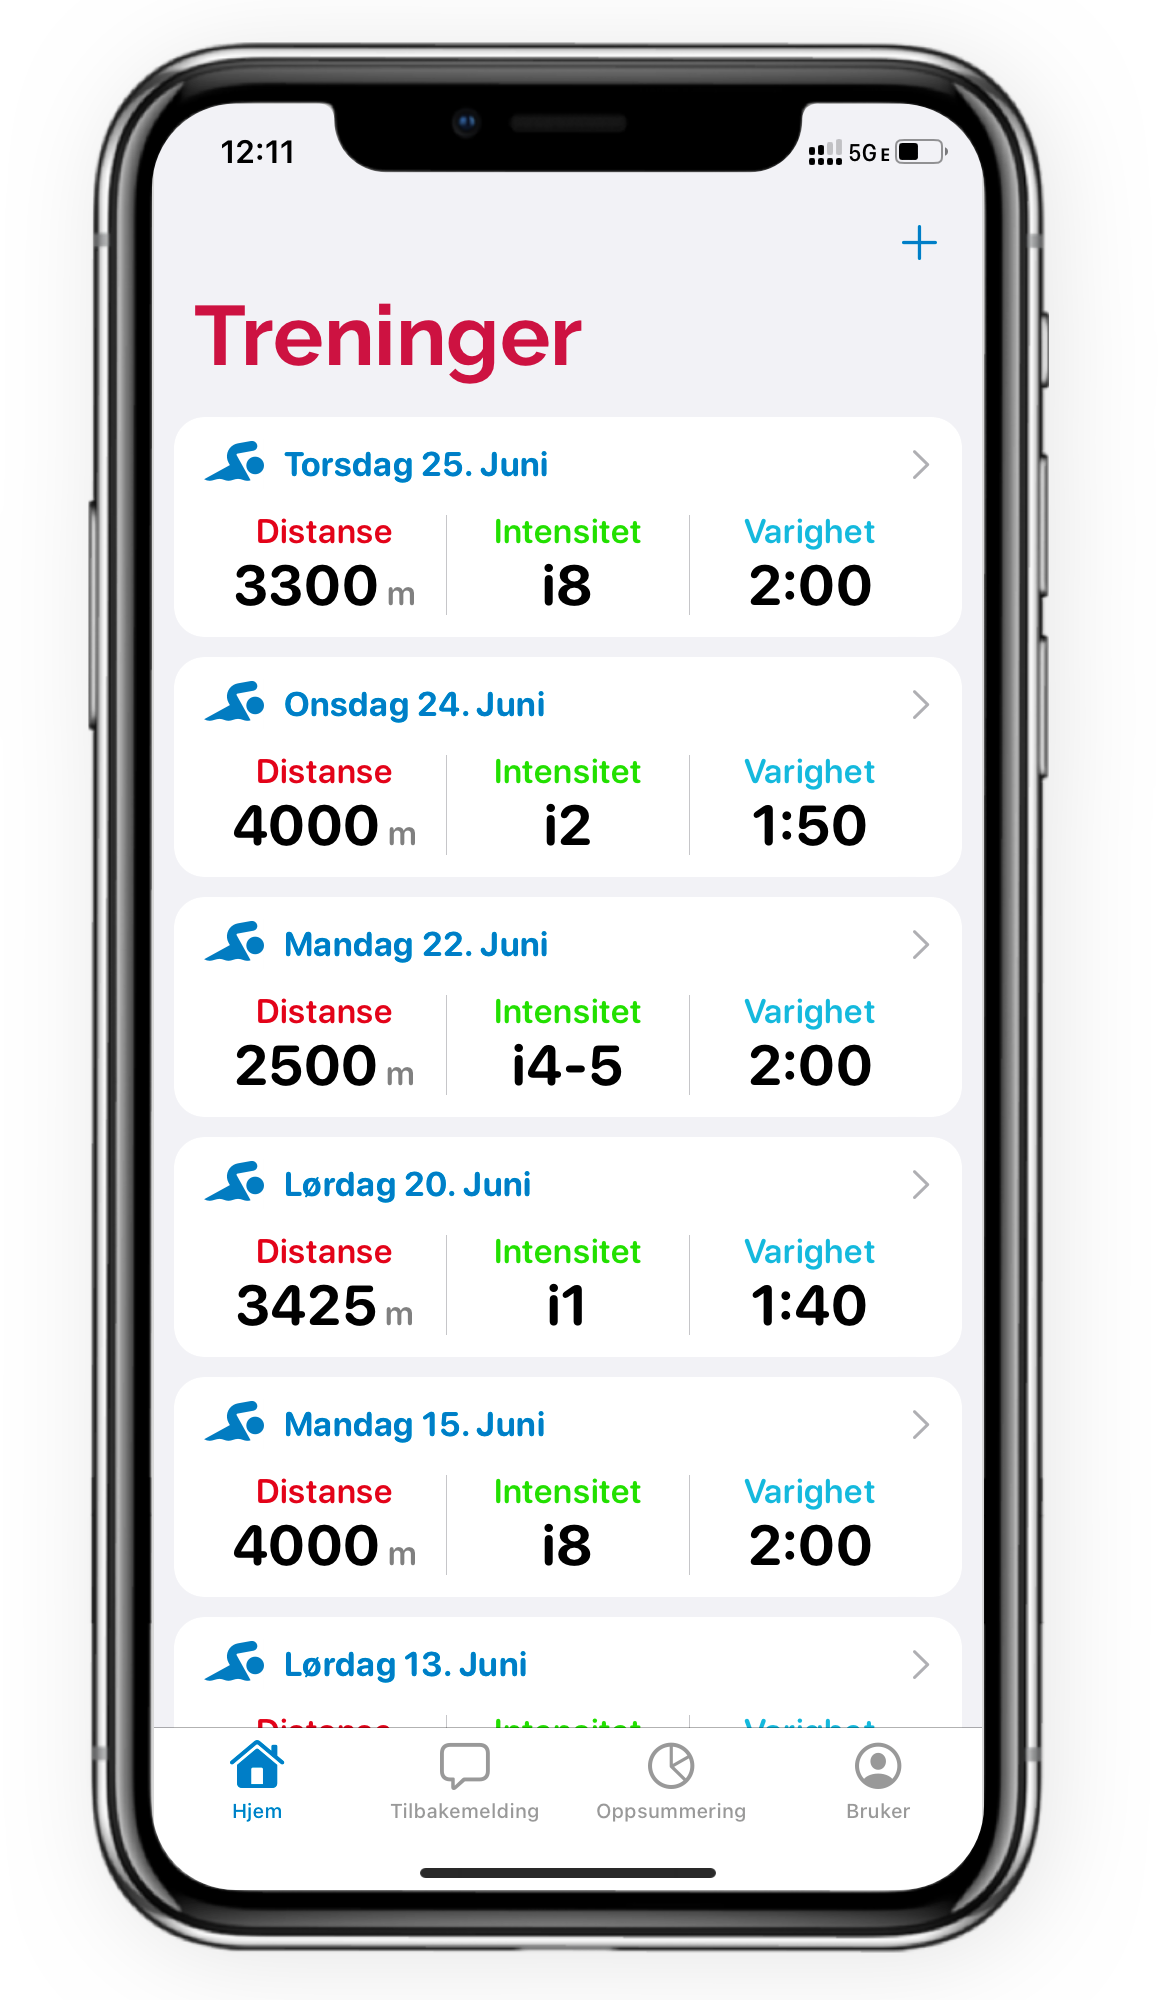 12:11 5GE
Treninger
Torsdag 25. Juni
Distanse Intensitet Varighet
3300 m i8 2:00
Onsdag 24. Juni
Distanse Intensitet Varighet
4000 m i2 1:50
Mandag 22. Juni
Distanse Intensitet Varighet
2500 m i4-5 2:00
Lørdag 20. Juni
Distanse Intensitet Varighet
3425 m i1 1:40
Mandag 15. Juni
Distanse Intensitet Varighet
4000 m i8 2:00
Lørdag 13. Juni
Distanse Intensitet Varighet
Hjem Tilbakemelding Oppsummering Bruker